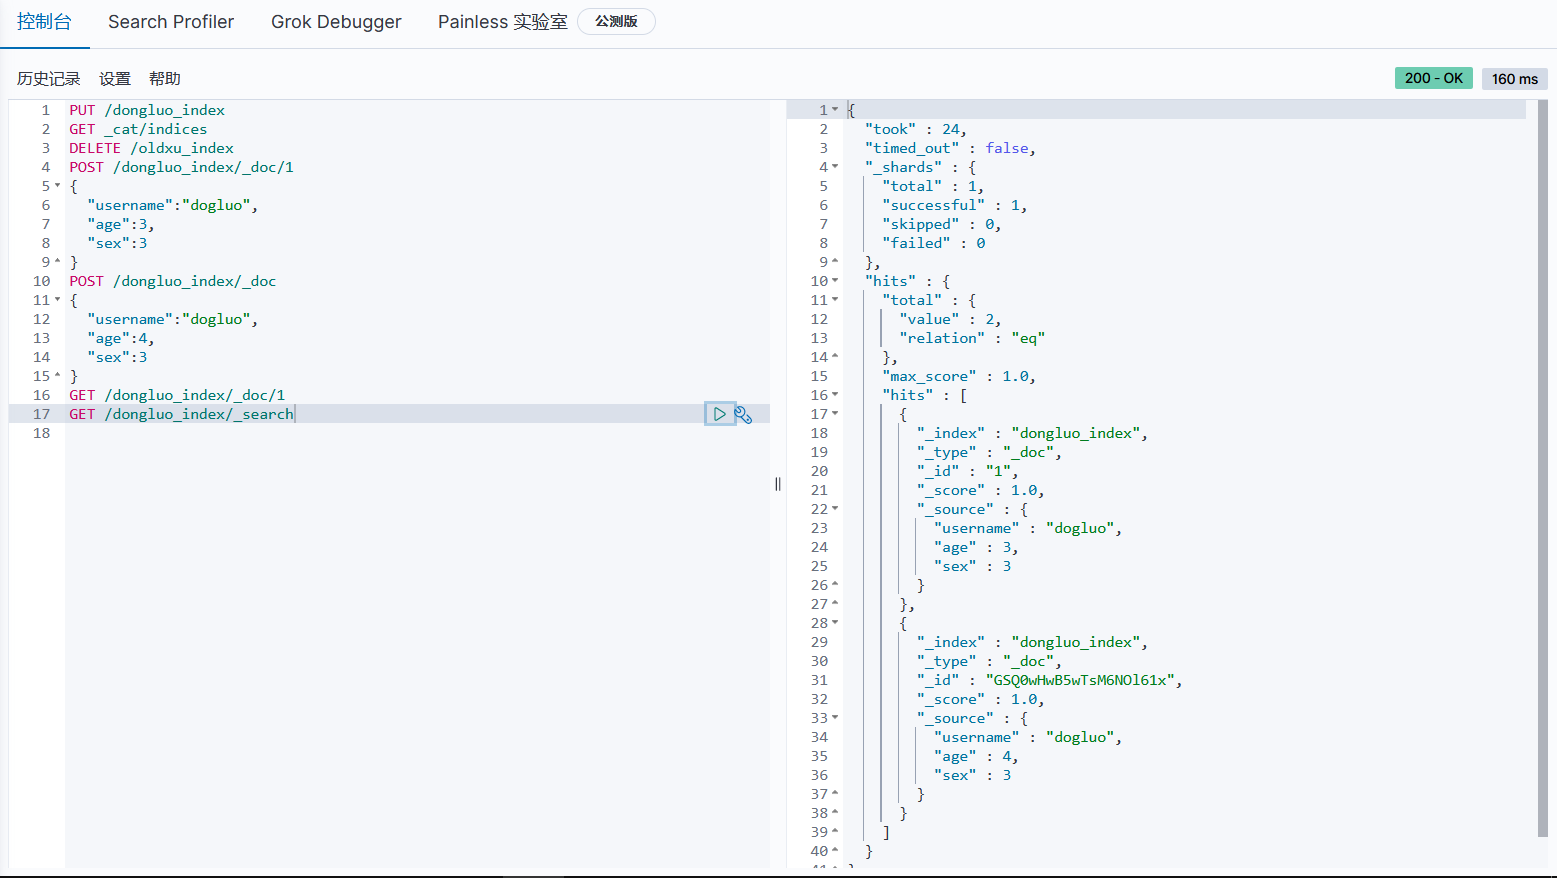 控制台 Search Profiler Grok Debugger Painless 实验室 公测版
历史记录 设置 帮助 200 - OK 160 ms
1 PUT /dongluo_index
2 GET _cat/indices
3 DELETE /oldxu_index
4 POST /dongluo_index/_doc/1
5 {
6 "username":"dogluo",
7 "age":3,
8 "sex":3
9 }
10 POST /dongluo_index/_doc
11 {
12 "username":"dogluo",
13 "age":4,
14 "sex":3
15 }
16 GET /dongluo_index/_doc/1
17 GET /dongluo_index/_search
18
1 {
2 "took" : 24,
3 "timed_out" : false,
4 "_shards" : {
5 "total" : 1,
6 "successful" : 1,
7 "skipped" : 0,
8 "failed" : 0
9 },
10 "hits" : {
11 "total" : {
12 "value" : 2,
13 "relation" : "eq"
14 },
15 "max_score" : 1.0,
16 "hits" : [
17 {
18 "_index" : "dongluo_index",
19 "_type" : "_doc",
20 "_id" : "1",
21 "_score" : 1.0,
22 "_source" : {
23 "username" : "dogluo",
24 "age" : 3,
25 "sex" : 3
26 }
27 },
28 {
29 "_index" : "dongluo_index",
30 "_type" : "_doc",
31 "_id" : "GSQ0wHwB5wTsM6NOl61x",
32 "_score" : 1.0,
33 "_source" : {
34 "username" : "dogluo",
35 "age" : 4,
36 "sex" : 3
37 }
38 }
39 ]
40 }